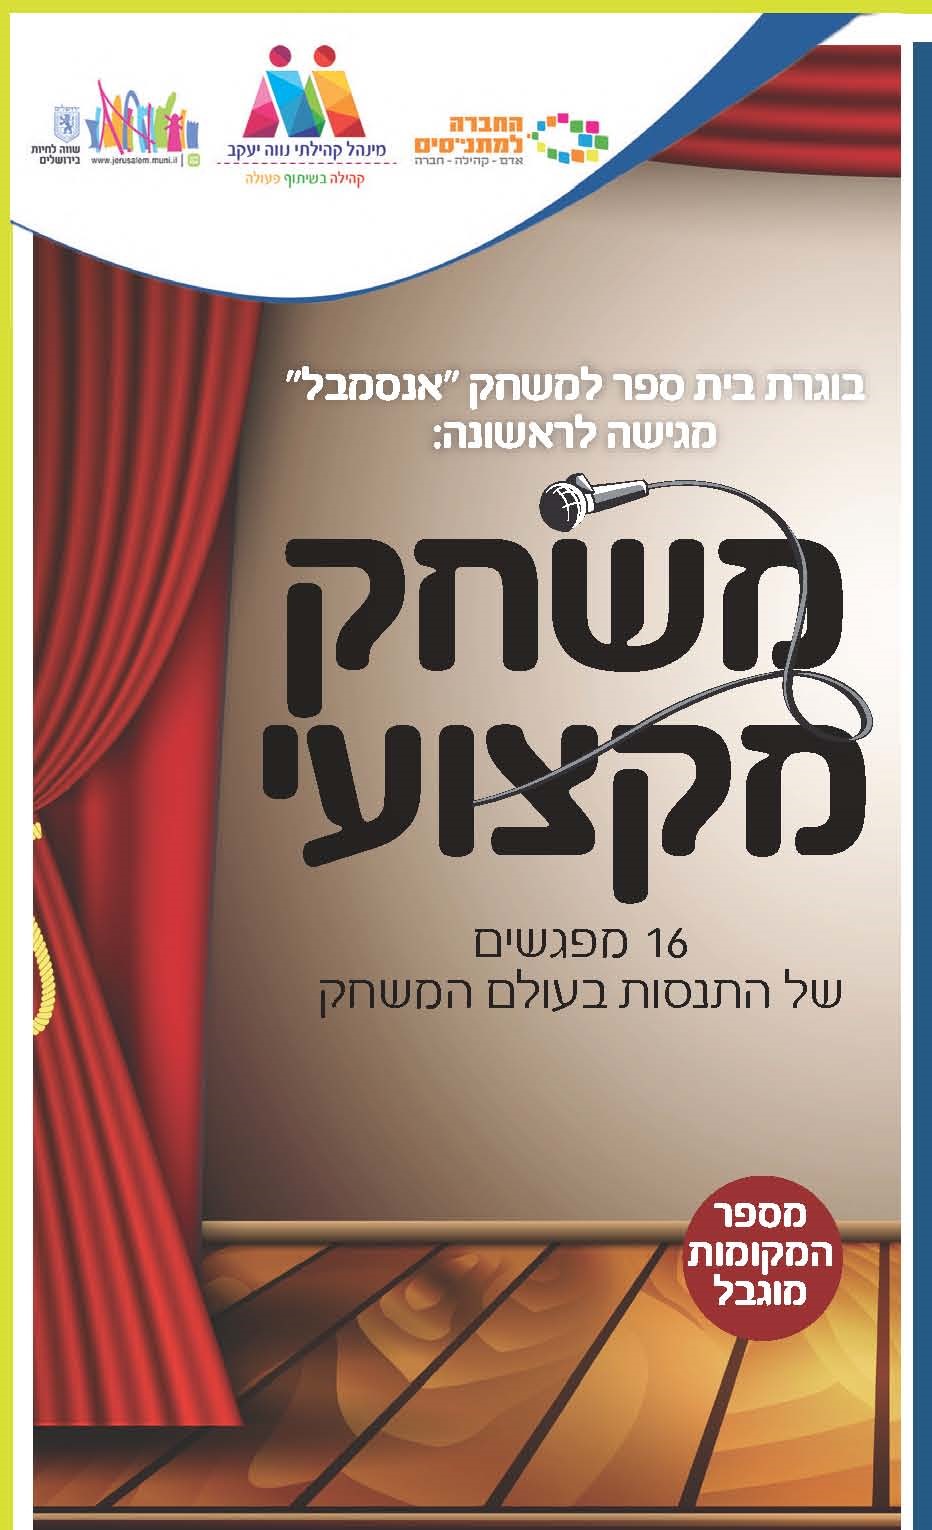 החברה
למתנ״סים
אדם - קהילה - חברה
מינהל קהילתי נווה יעקב
קהילה בשיתוף פעולה
ירושלים
שווה לחיות
בירושלים
www.jerusalem.muni.il
בוגרת בית ספר למשחק "אנסמבל"
מגישה לראשונה:
משחק
מקצועי
16 מפגשים
של התנסות בעולם המשחק
מספר
המקומות
מוגבל